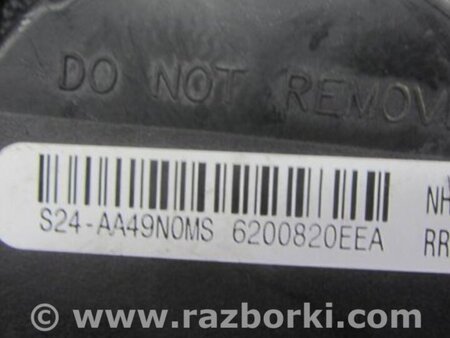 DO NOT REMOV
S24-AA49N0MS 6200820EEA
NH
RR
© www.razborki.com